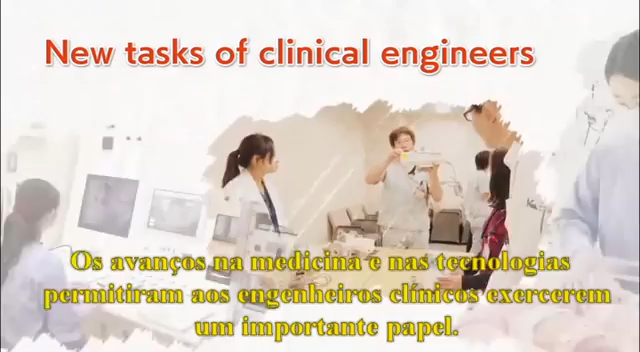 New tasks of clinical engineers
Os avanços na medicina e nas tecnologias
permitiram aos engenheiros clínicos exercerem
um importante papel.